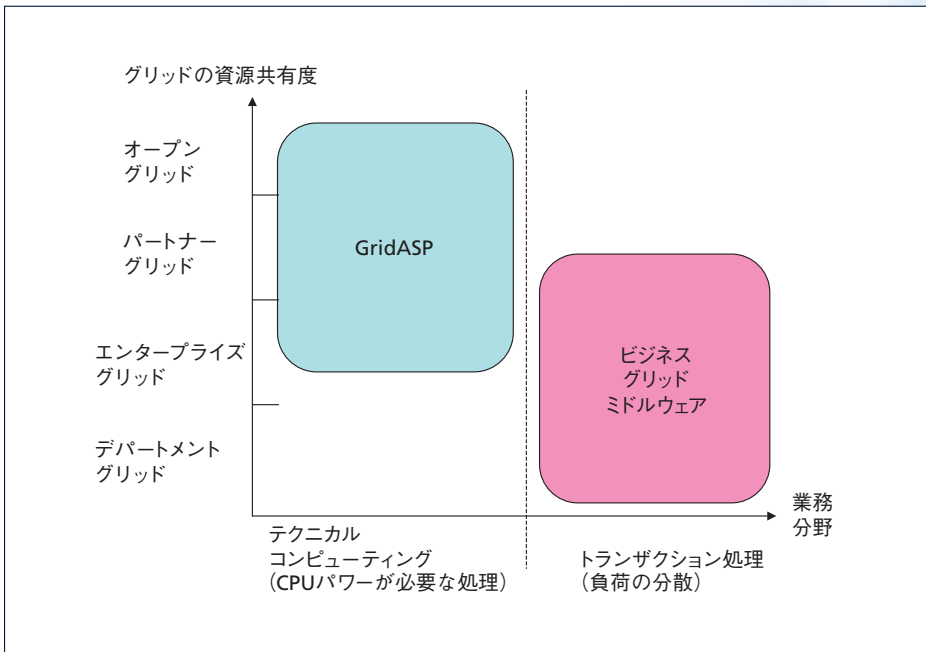 グリッドの資源共有度
オープン
グリッド
パートナー
グリッド
エンタープライズ
グリッド
デパートメント
グリッド
GridASP
ビジネス
グリッド
ミドルウェア
業務
分野
テクニカル
コンピューティング
(CPUパワーが必要な処理)
トランザクション処理
(負荷の分散)